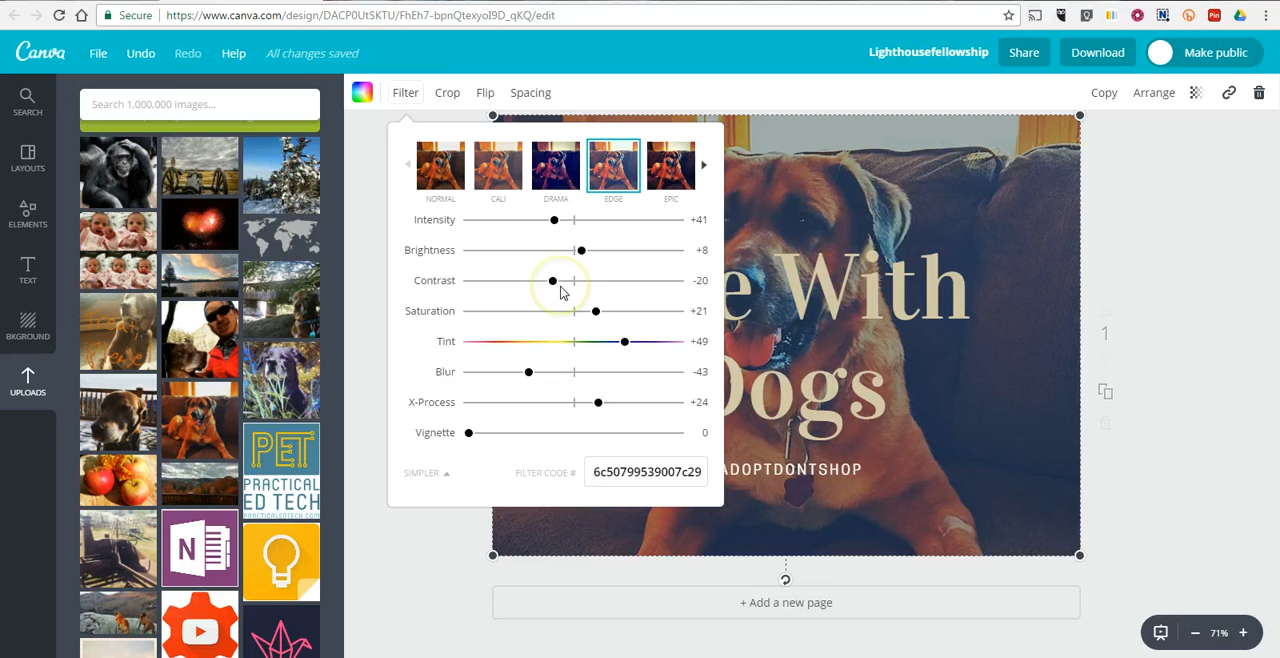 Secure https://www.canva.com/design/DACP0UtSKTU/FhEh7-bpnQtexyoI9D_qKQ/edit
Pin
Canva File Undo Redo Help All changes saved Lighthousefellowship Share Download Make public
Search 1,000,000 images...
Filter Crop Flip Spacing Copy Arrange
SEARCH
LAYOUTS
ELEMENTS
TEXT
BKGROUND
UPLOADS
NORMAL CALI DRAMA EDGE EPIC
Intensity +41
Brightness +8
Contrast -20
Saturation +21
Tint +49
Blur -43
X-Process +24
Vignette 0
SIMPLER FILTER CODE # 6c50799539007c29
e With
Dogs
ADOPTDONTSHOP
1
PET
PRACTICAL
ED TECH
PRACTICALEDTECH.COM
N
+ Add a new page
71%